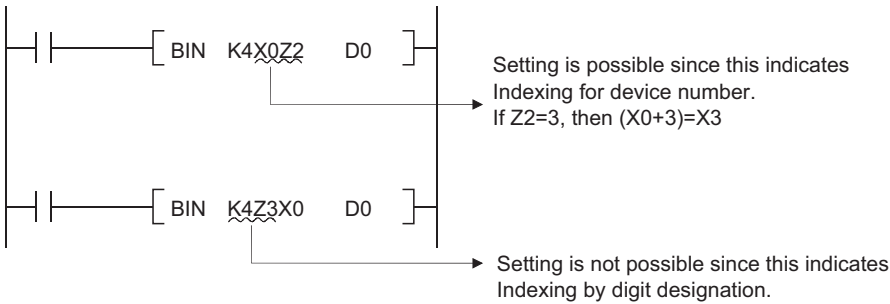 BIN K4X0Z2 D0
Setting is possible since this indicates
Indexing for device number.
If Z2=3, then (X0+3)=X3
BIN K4Z3X0 D0
Setting is not possible since this indicates
Indexing by digit designation.